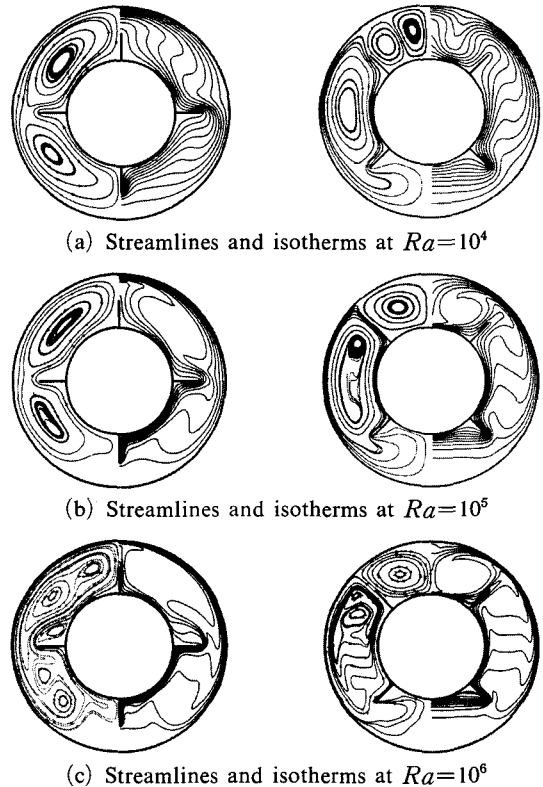 (a) Streamlines and isotherms at Ra=10⁴
(b) Streamlines and isotherms at Ra=10⁵
(c) Streamlines and isotherms at Ra=10⁶